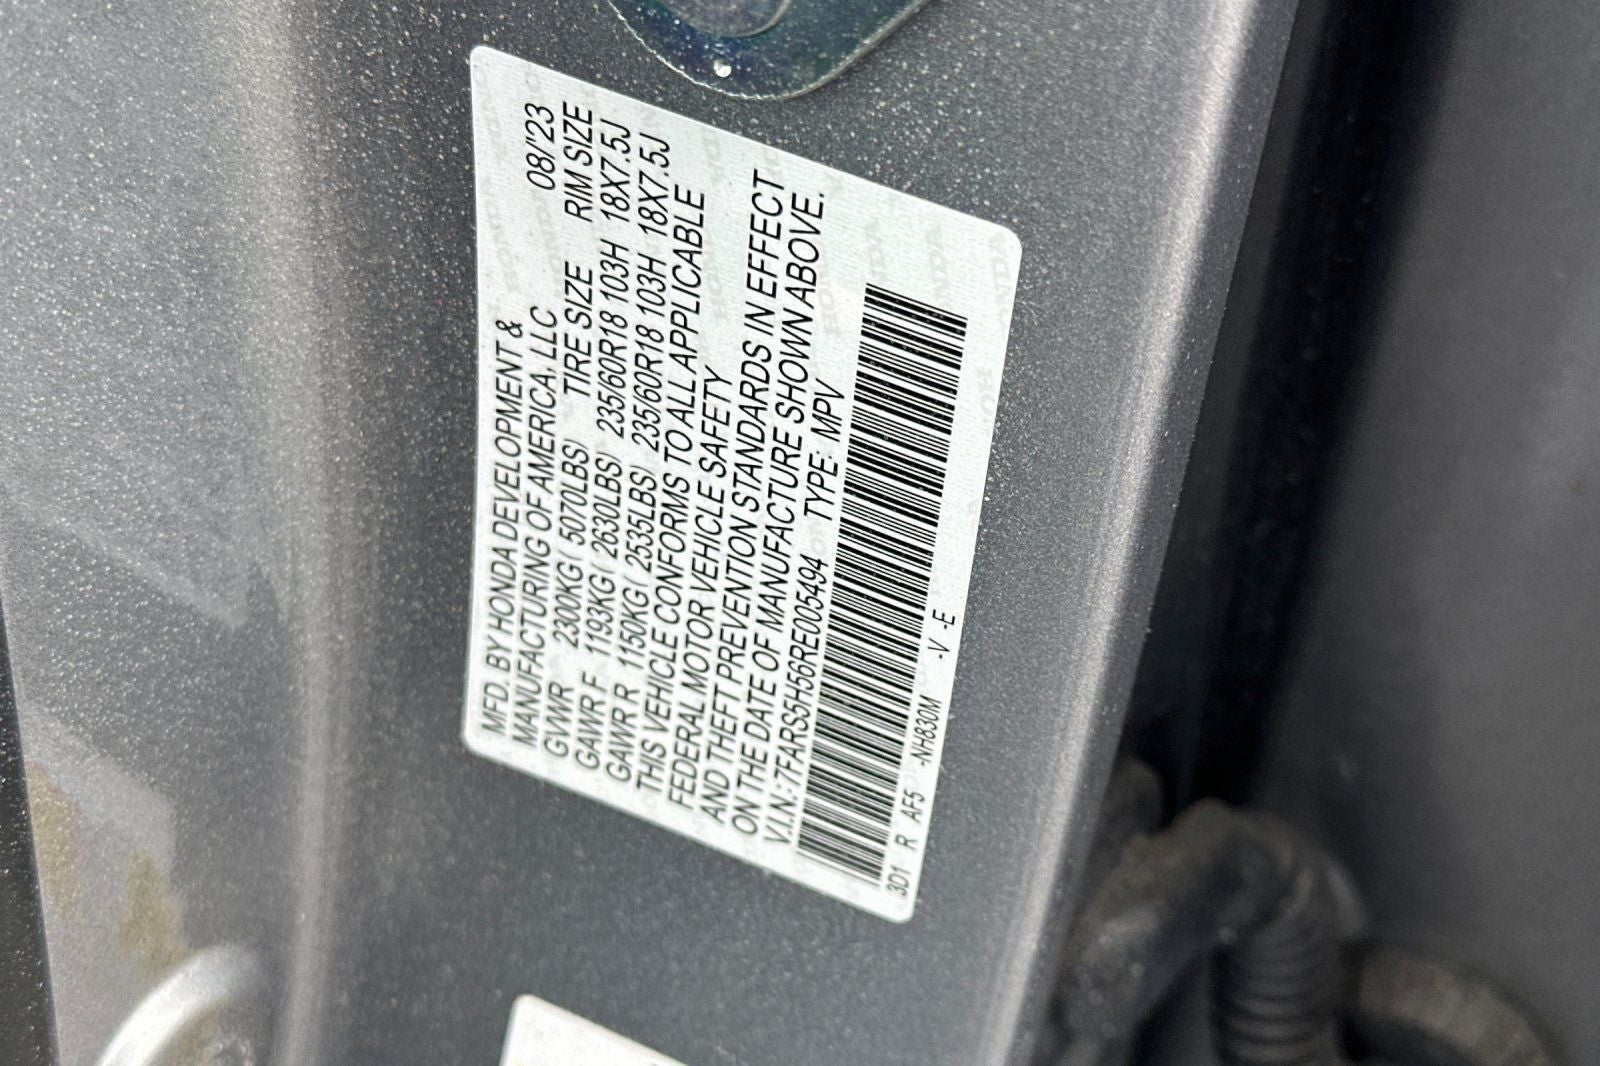 MFD. BY HONDA DEVELOPMENT &
MANUFACTURING OF AMERICA, LLC 08/'23
GVWR 2300KG( 5070LBS) TIRE SIZE RIM SIZE
GAWR F 1193KG( 2630LBS) 235/60R18 103H 18X7.5J
GAWR R 1150KG( 2535LBS) 235/60R18 103H 18X7.5J
THIS VEHICLE CONFORMS TO ALL APPLICABLE
FEDERAL MOTOR VEHICLE SAFETY
AND THEFT PREVENTION STANDARDS IN EFFECT
ON THE DATE OF MANUFACTURE SHOWN ABOVE.
V.I.N.:7FARS5H56RE005494 TYPE: MPV
3D1 R AF5 -NH830M -V -E